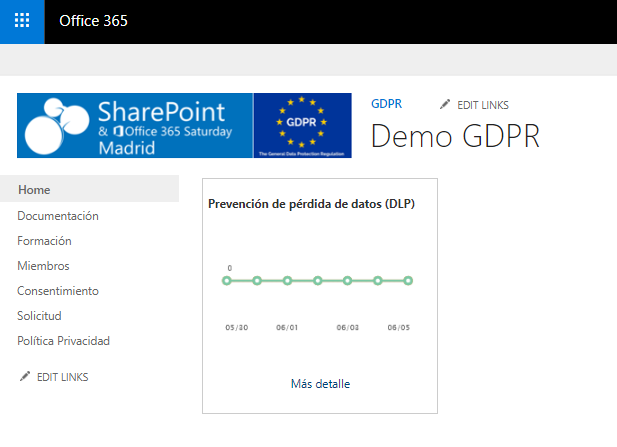 Office 365
SharePoint
& Office 365 Saturday
Madrid
GDPR
The General Data Protection Regulation
GDPR
EDIT LINKS
Demo GDPR
Home
Documentación
Formación
Miembros
Consentimiento
Solicitud
Política Privacidad
EDIT LINKS
Prevención de pérdida de datos (DLP)
0
05/30 06/01 06/03 06/05
Más detalle